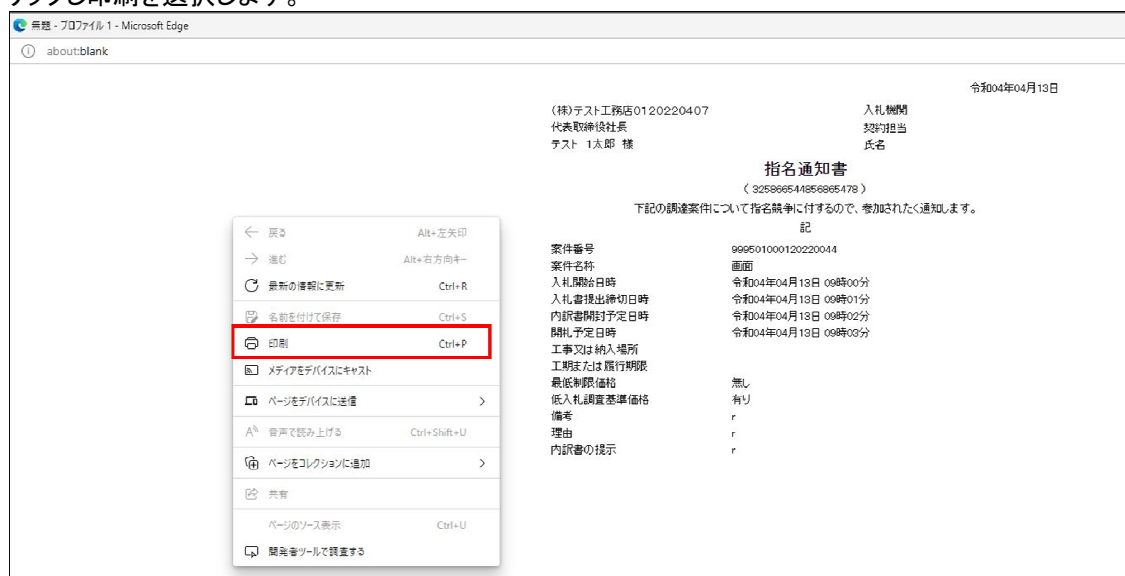 リックし印刷を選択します。
無題 - プロファイル 1 - Microsoft Edge
about:blank
令和04年04月13日
(株)テスト工務店0120220407 入札機関
代表取締役社長 契約担当
テスト 1太郎 様 氏名
指名通知書
( 325866544856865478 )
下記の調達案件について指名競争に付するので、参加されたく通知します。
記
案件番号 999501000120220044
案件名称 画面
入札開始日時 令和04年04月13日 09時00分
入札書提出締切日時 令和04年04月13日 09時01分
内訳書開封予定日時 令和04年04月13日 09時02分
開札予定日時 令和04年04月13日 09時03分
工事又は納入場所
工期または履行期限
最低制限価格 無し
低入札調査基準価格 有り
備考 r
理由 r
内訳書の提示 r
戻る Alt+左矢印
進む Alt+右方向キー
最新の情報に更新 Ctrl+R
名前を付けて保存 Ctrl+S
印刷 Ctrl+P
メディアをデバイスにキャスト
ページをデバイスに送信
音声で読み上げる Ctrl+Shift+U
ページをコレクションに追加
共有
ページのソース表示 Ctrl+U
開発者ツールで調査する